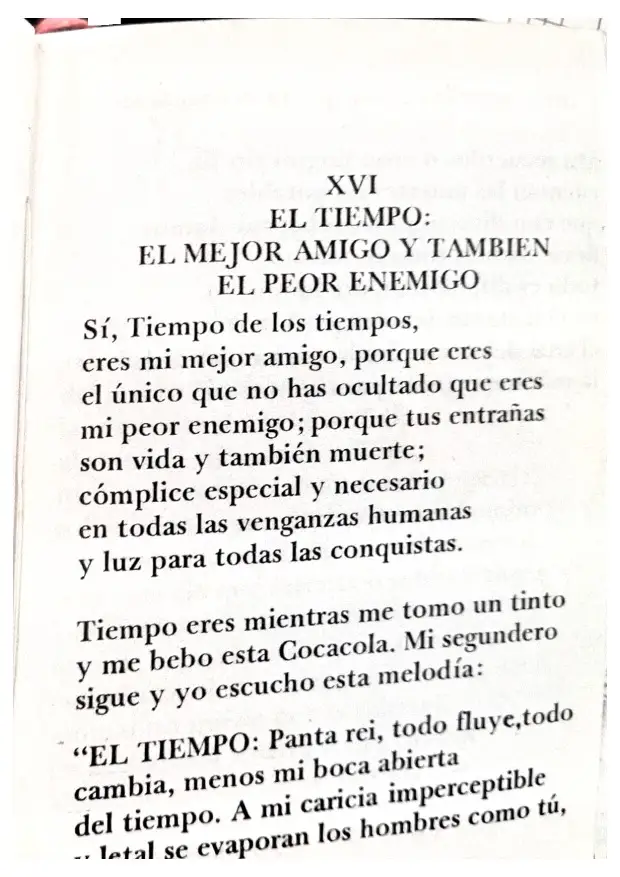 XVI
EL TIEMPO:
EL MEJOR AMIGO Y TAMBIEN
EL PEOR ENEMIGO
Sí, Tiempo de los tiempos,
eres mi mejor amigo, porque eres
el único que no has ocultado que eres
mi peor enemigo; porque tus entrañas
son vida y también muerte;
cómplice especial y necesario
en todas las venganzas humanas
y luz para todas las conquistas.
Tiempo eres mientras me tomo un tinto
y me bebo esta Cocacola. Mi segundero
sigue y yo escucho esta melodía:
“EL TIEMPO: Panta rei, todo fluye,todo
cambia, menos mi boca abierta
del tiempo. A mi caricia imperceptible
y letal se evaporan los hombres como tú,